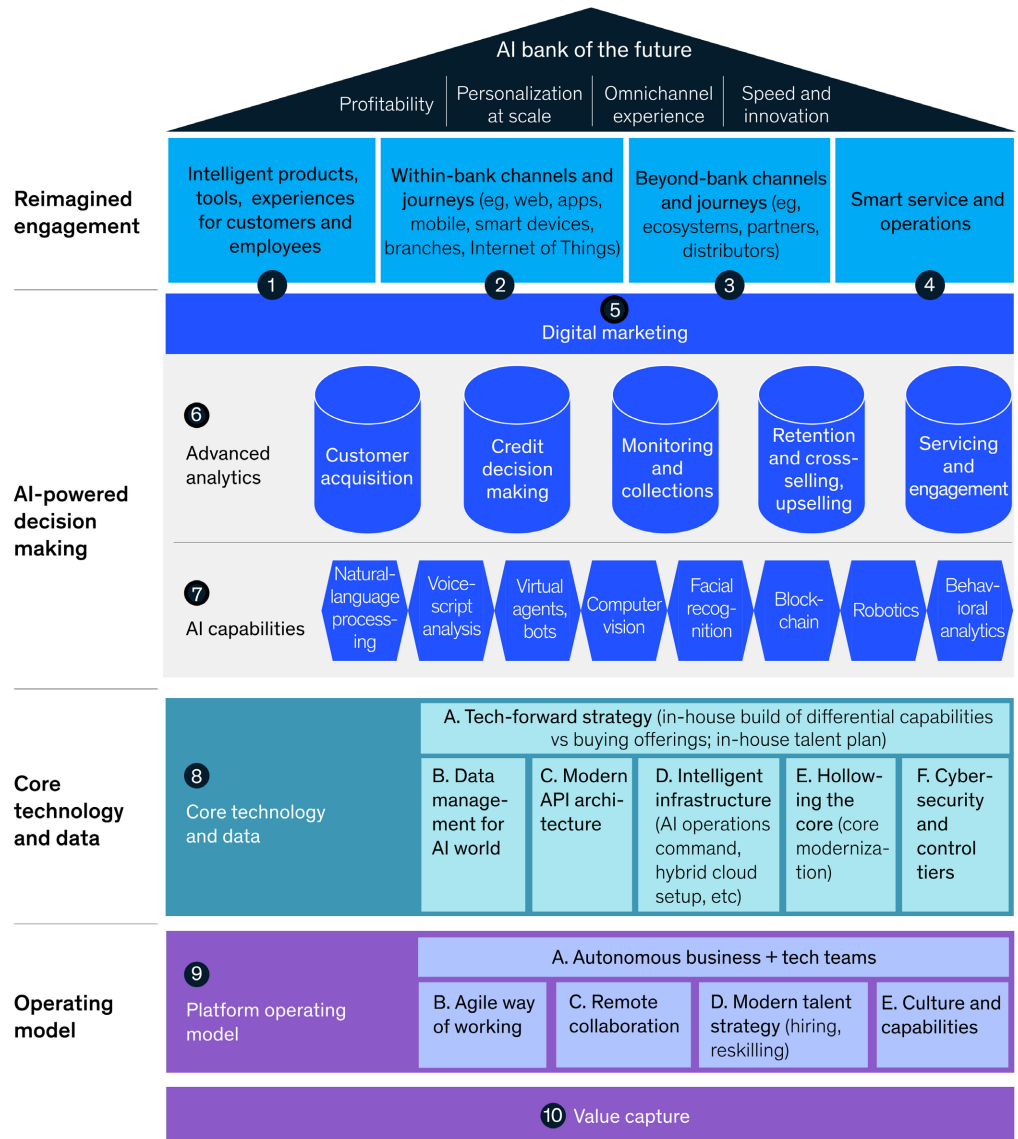 AI bank of the future
Profitability
Personalization
at scale
Omnichannel
experience
Speed and
innovation
Reimagined
engagement
Intelligent products,
tools, experiences
for customers and
employees
1
Within-bank channels and
journeys (eg, web, apps,
mobile, smart devices,
branches, Internet of Things)
2
Beyond-bank channels
and journeys (eg,
ecosystems, partners,
distributors)
3
Smart service and
operations
4
AI-powered
decision
making
5
Digital marketing
6
Advanced
analytics
Customer
acquisition
Credit
decision
making
Monitoring
and
collections
Retention
and cross-
selling,
upselling
Servicing
and
engagement
7
AI capabilities
Natural-
language
process-
ing
Voice-
script
analysis
Virtual
agents,
bots
Computer
vision
Facial
recog-
nition
Block-
chain
Robotics
Behav-
ioral
analytics
Core
technology
and data
8
Core technology
and data
A. Tech-forward strategy (in-house build of differential capabilities
vs buying offerings; in-house talent plan)
B. Data
manage-
ment for
AI world
C. Modern
API archi-
tecture
D. Intelligent
infrastructure
(AI operations
command,
hybrid cloud
setup, etc)
E. Hollow-
ing the
core (core
moderniza-
tion)
F. Cyber-
security
and
control
tiers
Operating
model
9
Platform operating
model
A. Autonomous business + tech teams
B. Agile way
of working
C. Remote
collaboration
D. Modern talent
strategy (hiring,
reskilling)
E. Culture and
capabilities
10 Value capture